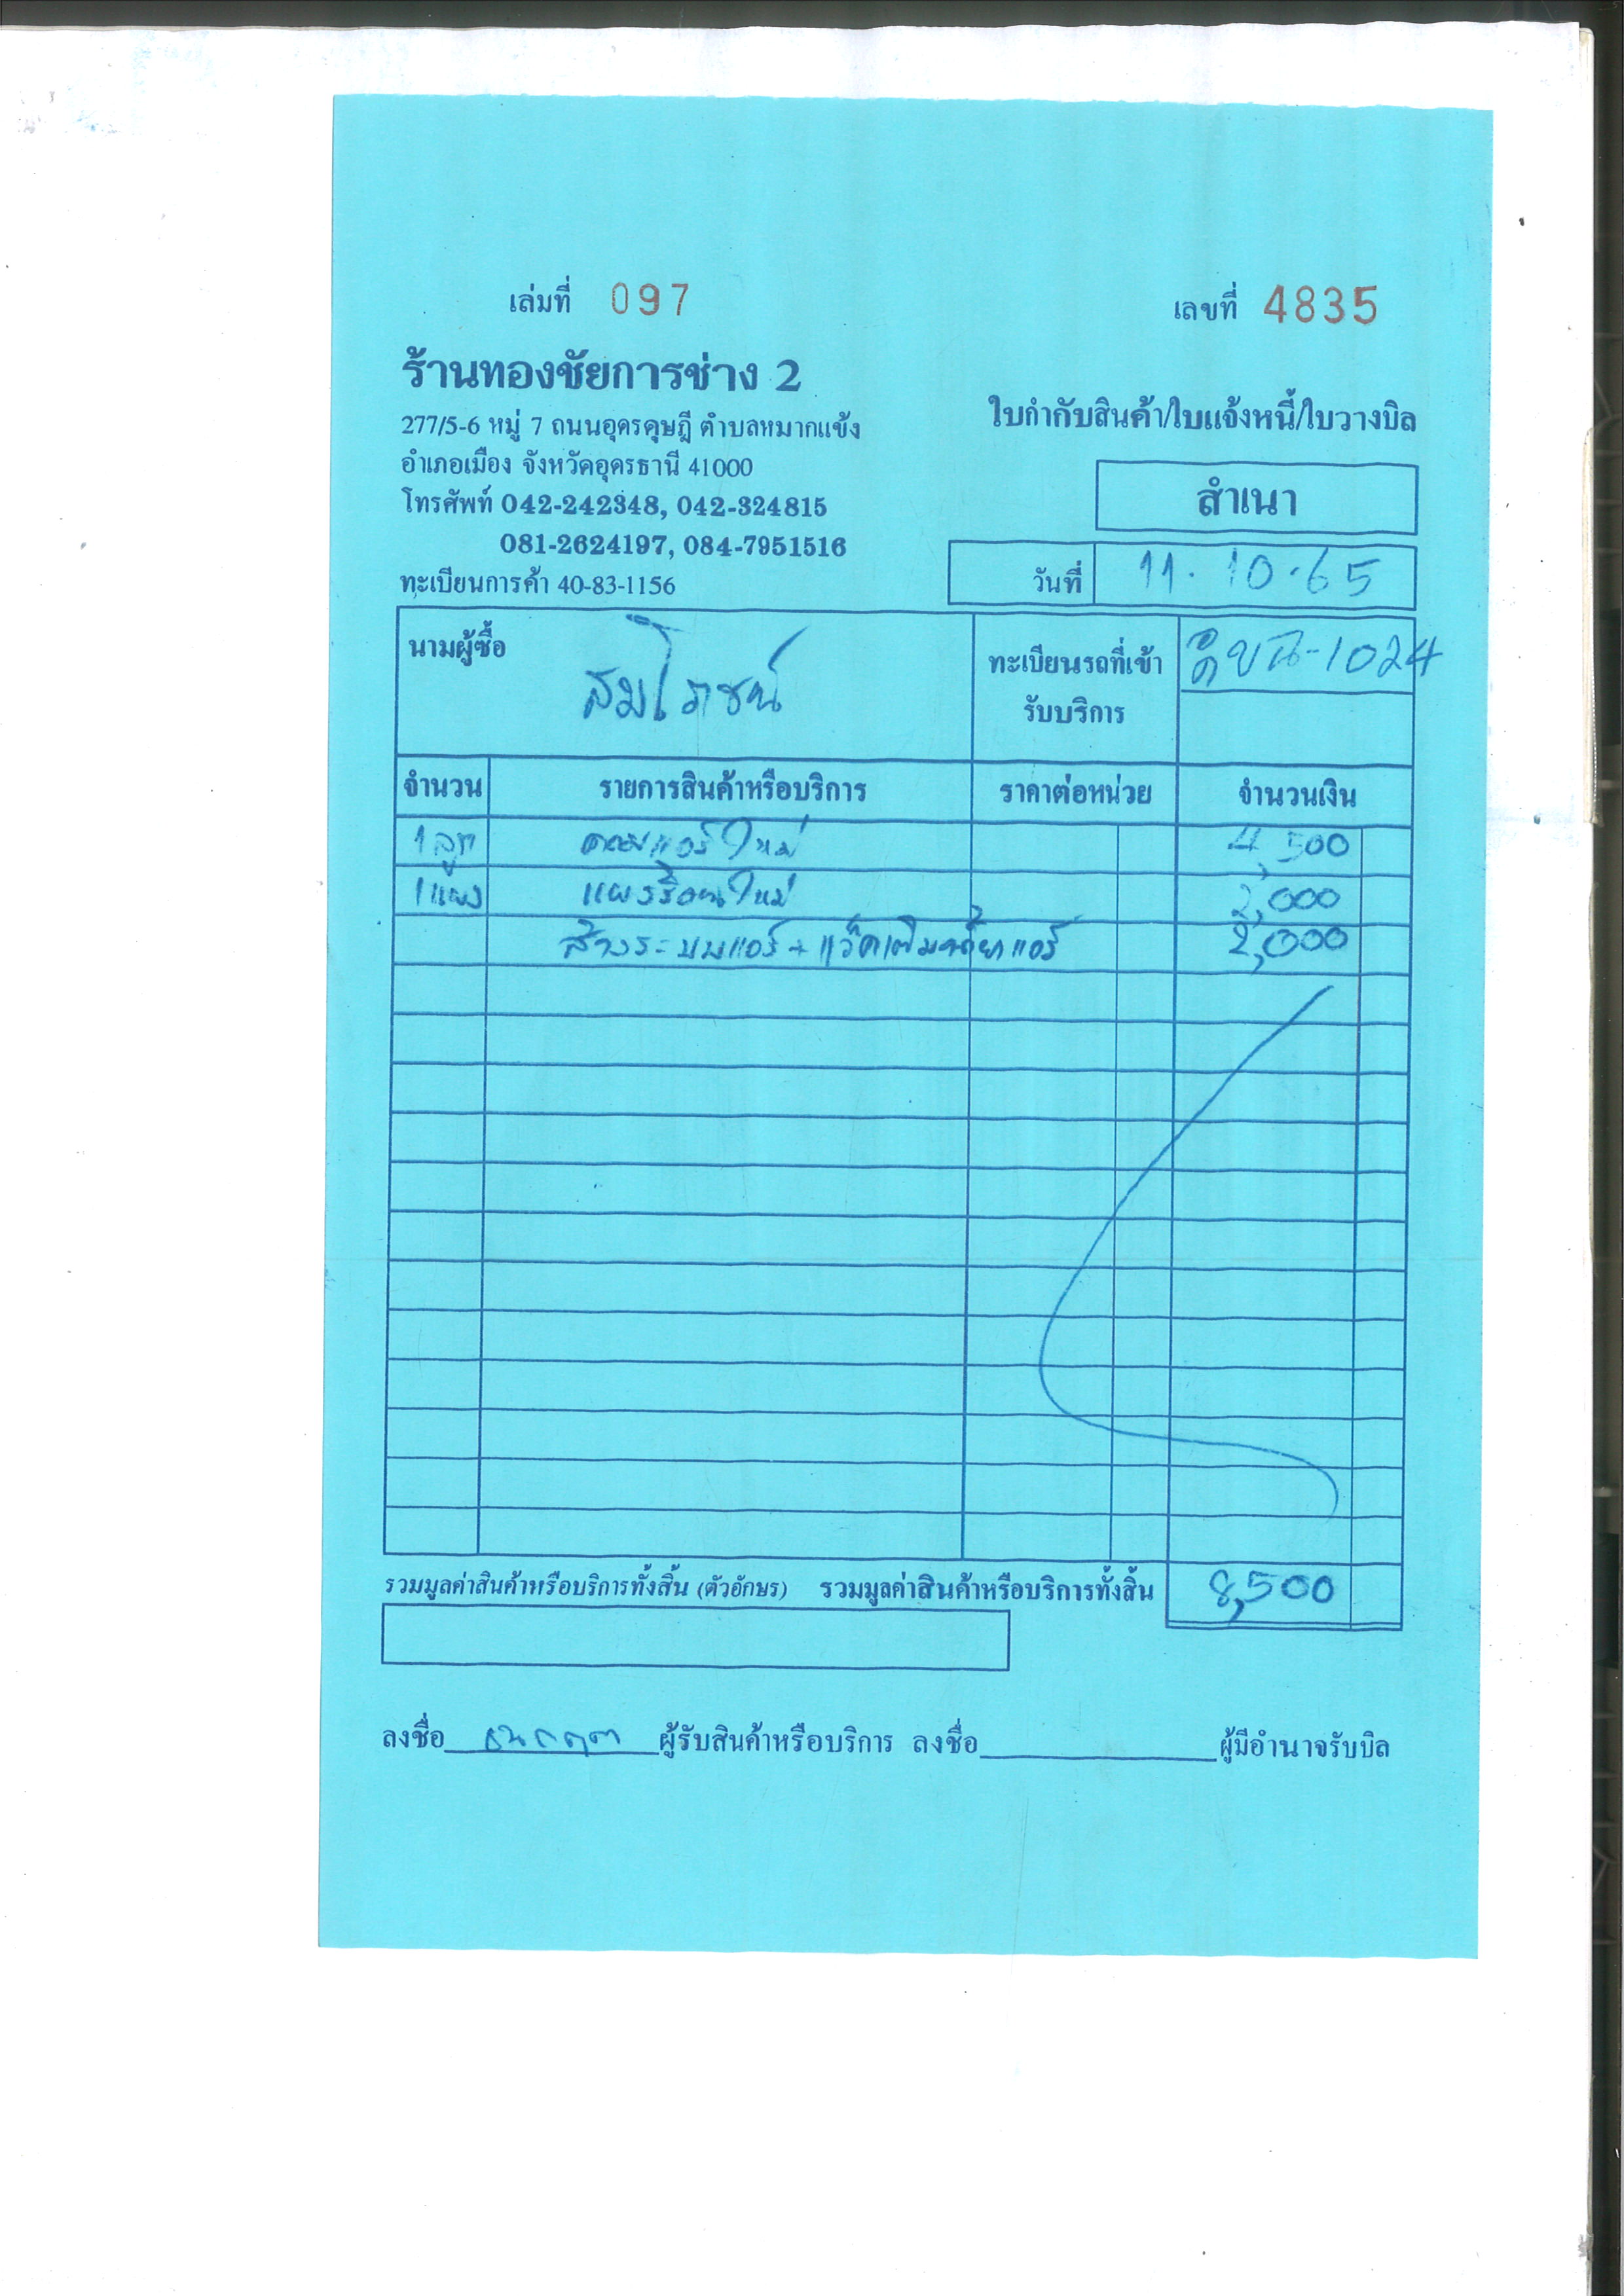 เล่มที่ 097
เลขที่ 4835
ร้านทองชัยการช่าง 2
277/5-6 หมู่ 7 ถนนอุดรดุษฎี ตำบลหมากแข้ง
อำเภอเมือง จังหวัดอุดรธานี 41000
โทรศัพท์ 042-242348, 042-324815
081-2624197, 084-7951516
ทะเบียนการค้า 40-83-1156
ใบกำกับสินค้า/ใบแจ้งหนี้/ใบวางบิล
สำเนา
วันที่ 11.10.65
นามผู้ซื้อ สมโภชน์
ทะเบียนรถที่เข้า
รับบริการ
-1024
จำนวน รายการสินค้าหรือบริการ ราคาต่อหน่วย จำนวนเงิน
1 ลูก คอมแอร์ใหม่ 4,500
1 แผง แผงร้อนใหม่ 2,000
ล้างระบบแอร์ + แว๊คเติมน้ำยาแอร์ 2,000
รวมมูลค่าสินค้าหรือบริการทั้งสิ้น (ตัวอักษร) รวมมูลค่าสินค้าหรือบริการทั้งสิ้น 8,500
ลงชื่อ ผู้รับสินค้าหรือบริการ ลงชื่อ ผู้มีอำนาจรับบิล